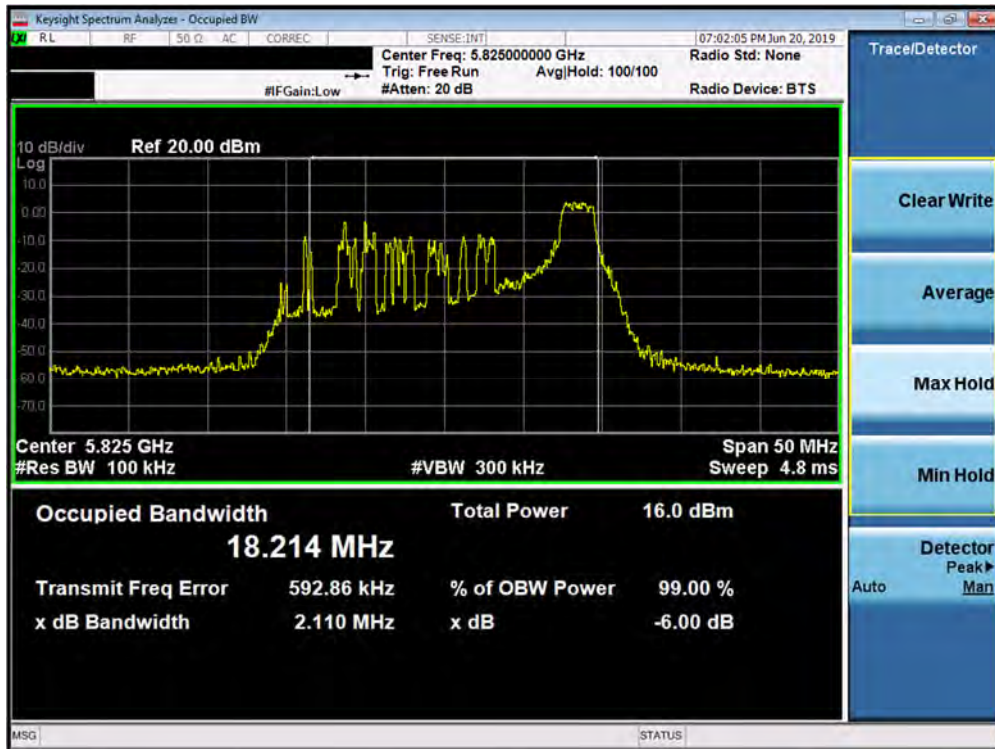 Keysight Spectrum Analyzer - Occupied BW
RL RF 50 Ω AC CORREC SENSE:INT 07:02:05 PM Jun 20, 2019
Center Freq: 5.825000000 GHz Radio Std: None
Trig: Free Run Avg|Hold: 100/100
#IFGain:Low #Atten: 20 dB Radio Device: BTS
10 dB/div Ref 20.00 dBm
Log
10.0
0.00
-10.0
-20.0
-30.0
-40.0
-50.0
-60.0
-70.0
Center 5.825 GHz Span 50 MHz
#Res BW 100 kHz #VBW 300 kHz Sweep 4.8 ms
Occupied Bandwidth Total Power 16.0 dBm
18.214 MHz
Transmit Freq Error 592.86 kHz % of OBW Power 99.00 %
x dB Bandwidth 2.110 MHz x dB -6.00 dB
MSG STATUS
Trace/Detector
Clear Write
Average
Max Hold
Min Hold
Detector
Peak▶
Auto Man